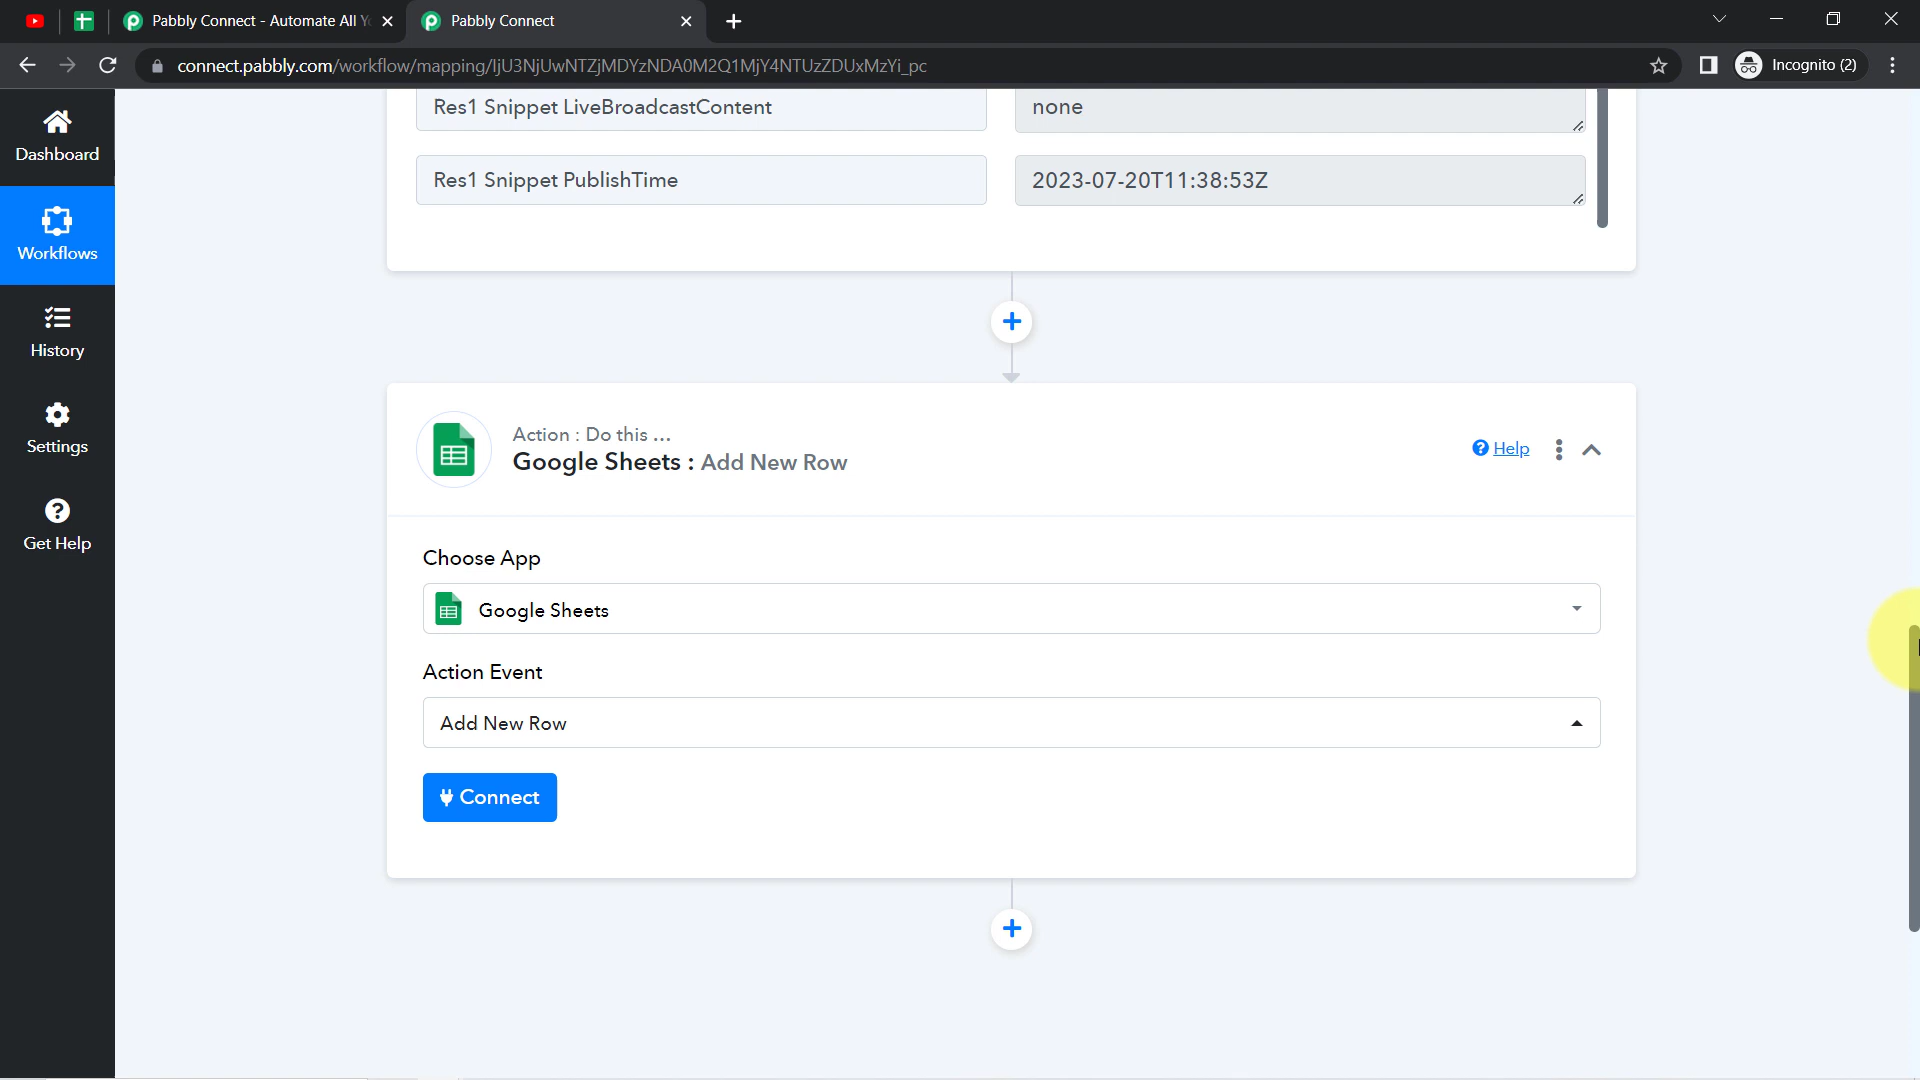 Pabbly Connect - Automate All Y
Pabbly Connect
connect.pabbly.com/workflow/mapping/IjU3NjUwNTZjMDYzNDA0M2Q1MjY4NTUzZDUxMzYi_pc
Incognito (2)
Dashboard
Workflows
History
Settings
Get Help
Res1 Snippet LiveBroadcastContent
none
Res1 Snippet PublishTime
2023-07-20T11:38:53Z
Action : Do this ...
Google Sheets : Add New Row
Help
Choose App
Google Sheets
Action Event
Add New Row
Connect